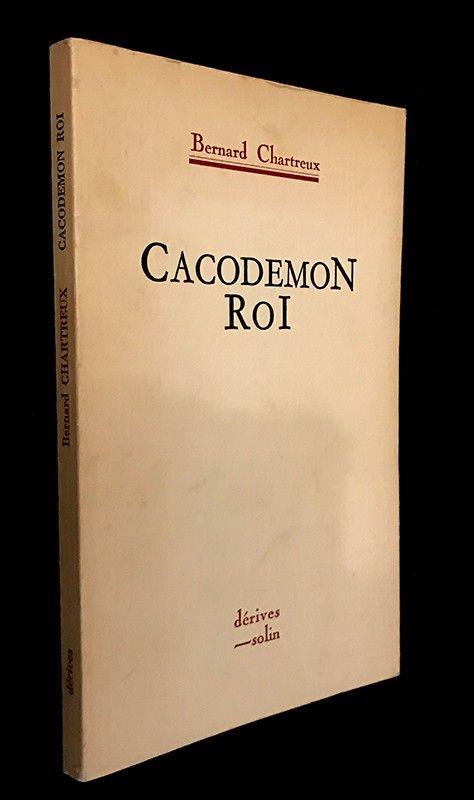 Bernard Chartreux
CACODEMON
ROI
dérives
—solin
Bernard CHARTREUX CACODEMON ROI
dérives